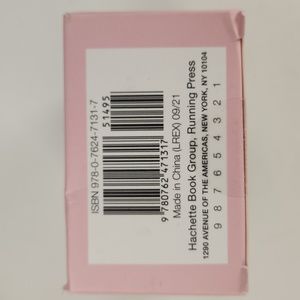 ISBN 978-0-7624-7131-7
51495
9 780762 471317
Made in China (LREX) 09/21
Hachette Book Group, Running Press
1290 AVENUE OF THE AMERICAS, NEW YORK, NY 10104
9 8 7 6 5 4 3 2 1